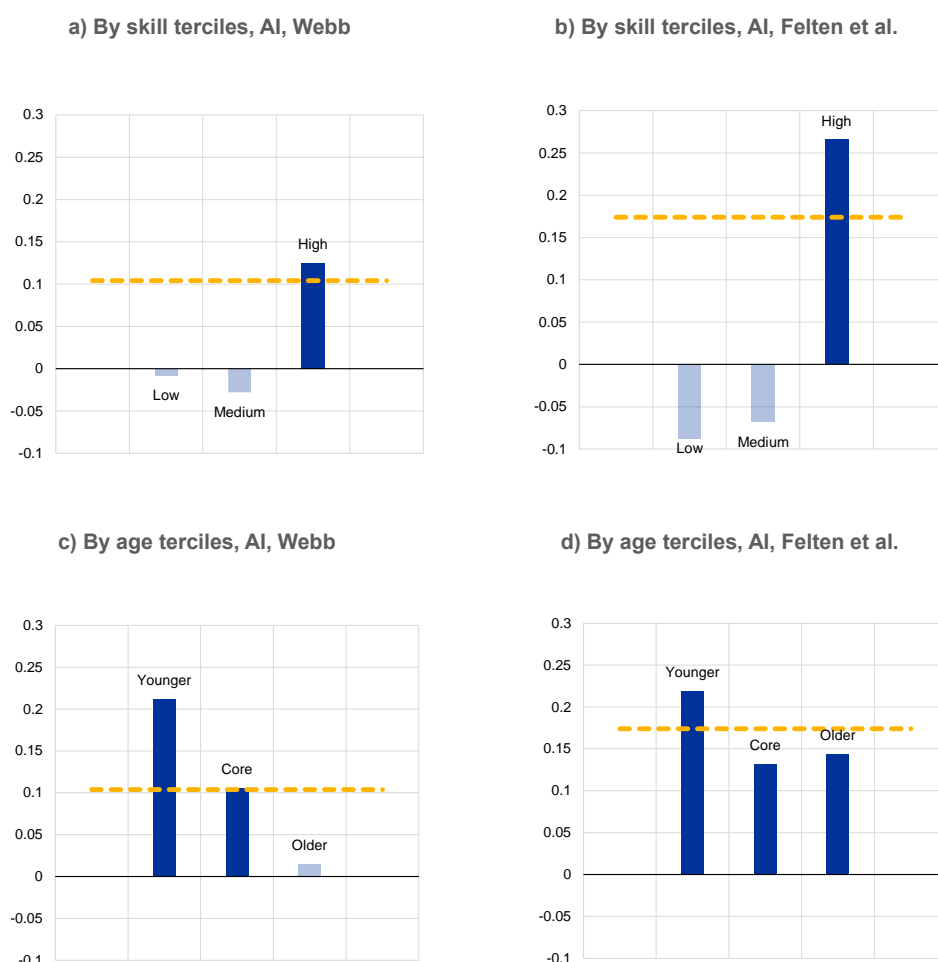 a) By skill terciles, AI, Webb
0.3
0.25
0.2
0.15
0.1
0.05
0
-0.05
-0.1
High
Low
Medium
b) By skill terciles, AI, Felten et al.
0.3
0.25
0.2
0.15
0.1
0.05
0
-0.05
-0.1
High
Low
Medium
c) By age terciles, AI, Webb
0.3
0.25
0.2
0.15
0.1
0.05
0
-0.05
-0.1
Younger
Core
Older
d) By age terciles, AI, Felten et al.
0.3
0.25
0.2
0.15
0.1
0.05
0
-0.05
-0.1
Younger
Core
Older